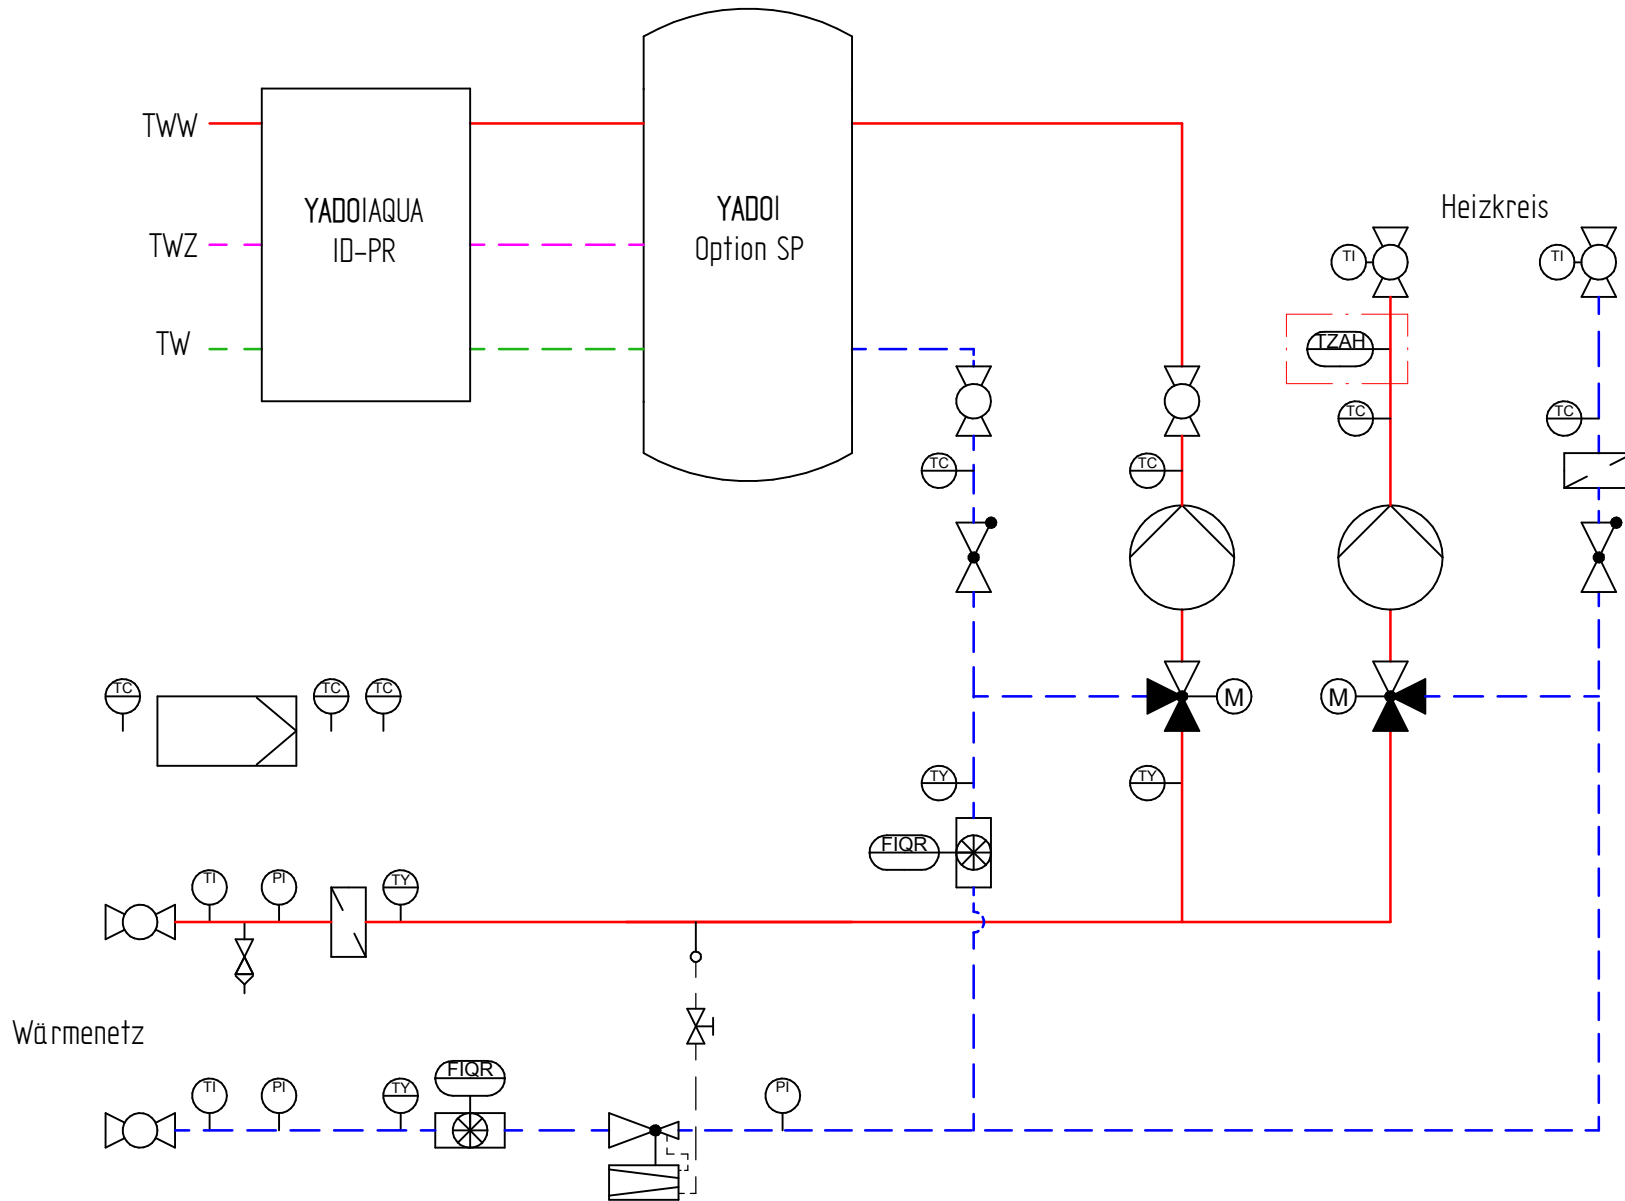 TWW
YADOIAQUA
ID-PR
YADOI
Option SP
TWZ
TW
Heizkreis
TI
TI
TZAH
TC
TC
TC
TC
TC
TC
TC
M
M
TY
TY
FIQR
TI
PI
TY
Wärmenetz
FIQR
TI
PI
TY
PI